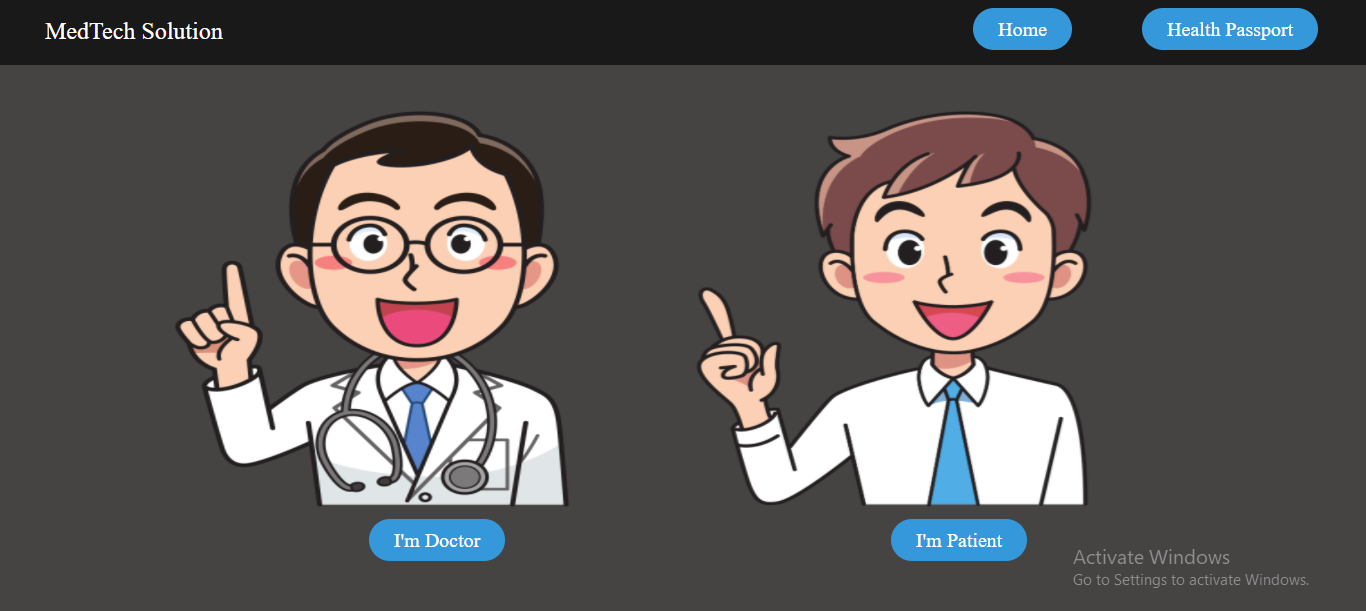 MedTech Solution
Home
Health Passport
I'm Doctor
I'm Patient
Activate Windows
Go to Settings to activate Windows.